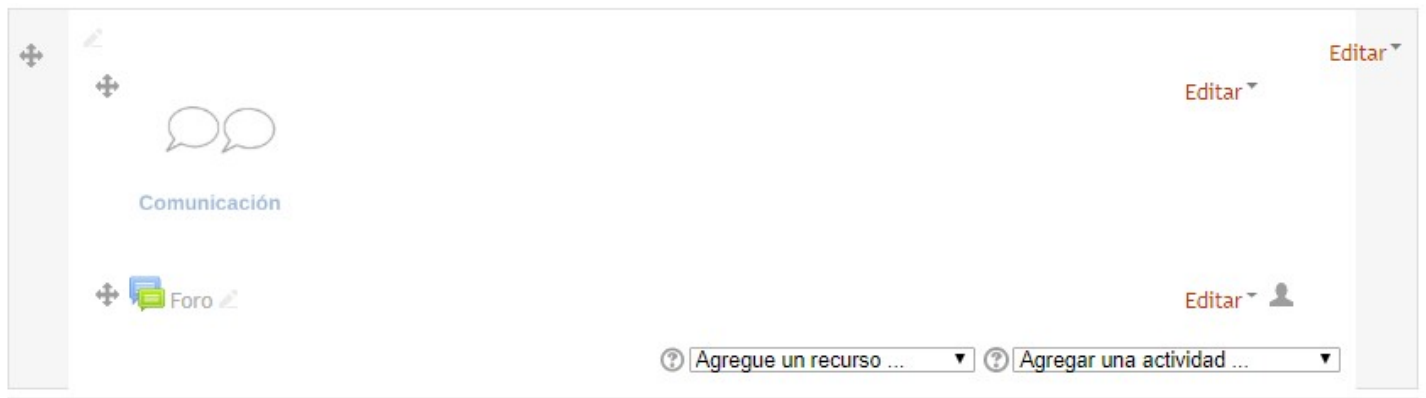 Editar
Editar
Comunicación
Foro
Editar
Agregue un recurso ...
Agregar una actividad ...